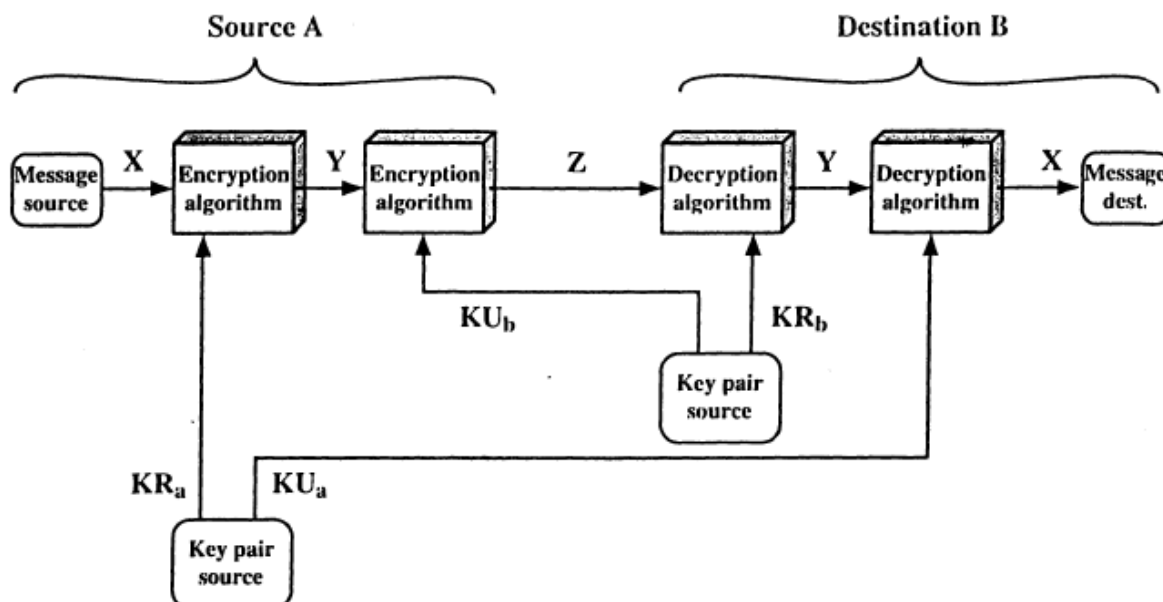 Source A
Destination B
X
Y
Z
Y
X
Message
source
Encryption
algorithm
Encryption
algorithm
Decryption
algorithm
Decryption
algorithm
Message
dest.
KUb
KRb
Key pair
source
KRa
KUa
Key pair
source